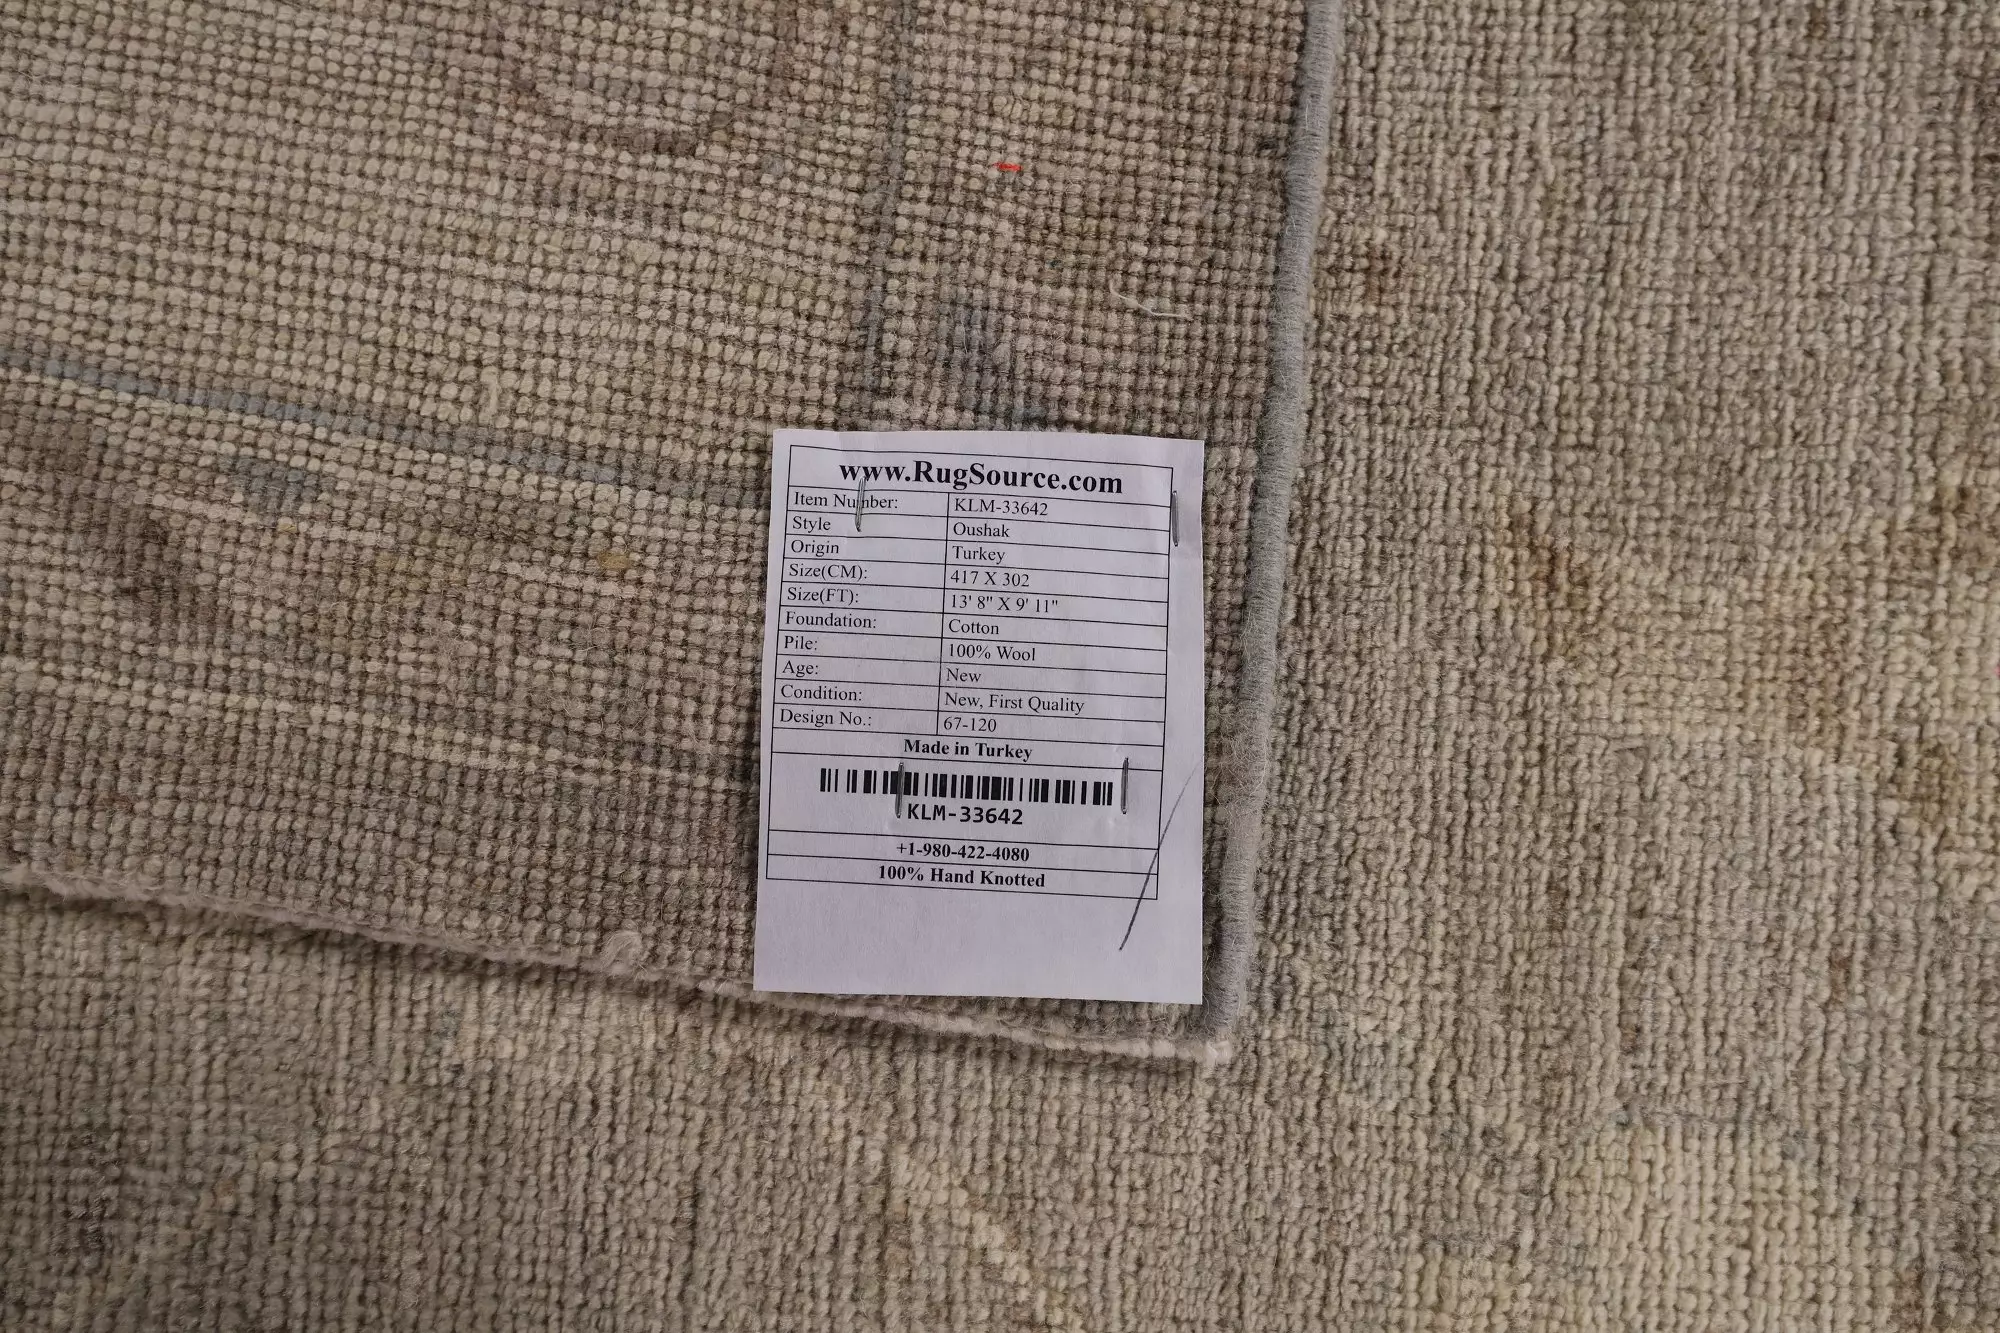 www.RugSource.com
Item Number: KLM-33642
Style Oushak
Origin Turkey
Size(CM): 417 X 302
Size(FT): 13' 8" X 9' 11"
Foundation: Cotton
Pile: 100% Wool
Age: New
Condition: New, First Quality
Design No.: 67-120
Made in Turkey
KLM-33642
+1-980-422-4080
100% Hand Knotted